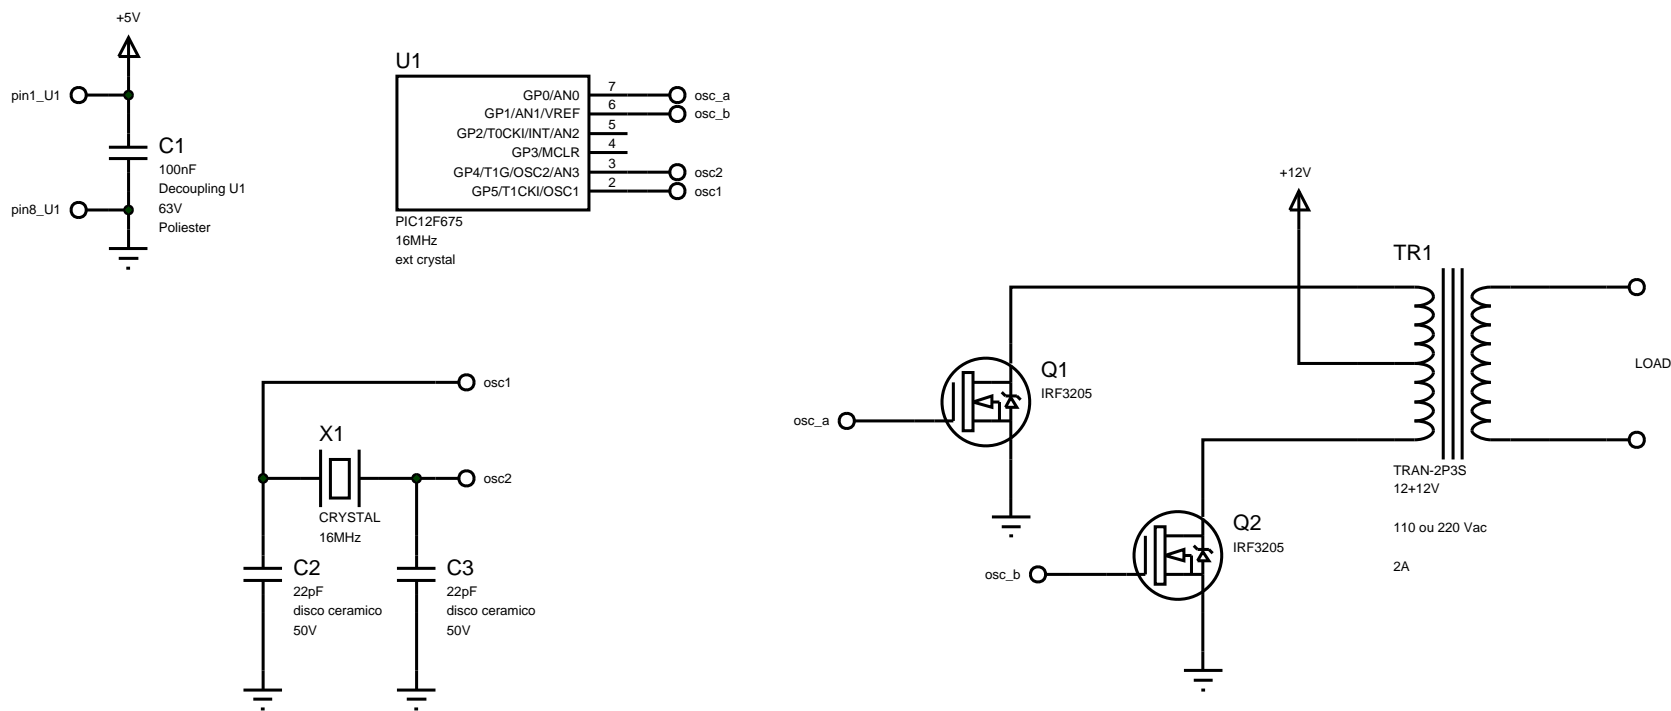 +5V
pin1_U1
C1
100nF
Decoupling U1
63V
Poliester
pin8_U1
U1
GP0/AN0 7 osc_a
GP1/AN1/VREF 6 osc_b
GP2/T0CKI/INT/AN2 5
GP3/MCLR 4
GP4/T1G/OSC2/AN3 3 osc2
GP5/T1CKI/OSC1 2 osc1
PIC12F675
16MHz
ext crystal
osc1
X1
osc2
CRYSTAL
16MHz
C2
22pF
disco ceramico
50V
C3
22pF
disco ceramico
50V
+12V
TR1
Q1
IRF3205
osc_a
LOAD
TRAN-2P3S
12+12V
110 ou 220 Vac
2A
Q2
IRF3205
osc_b